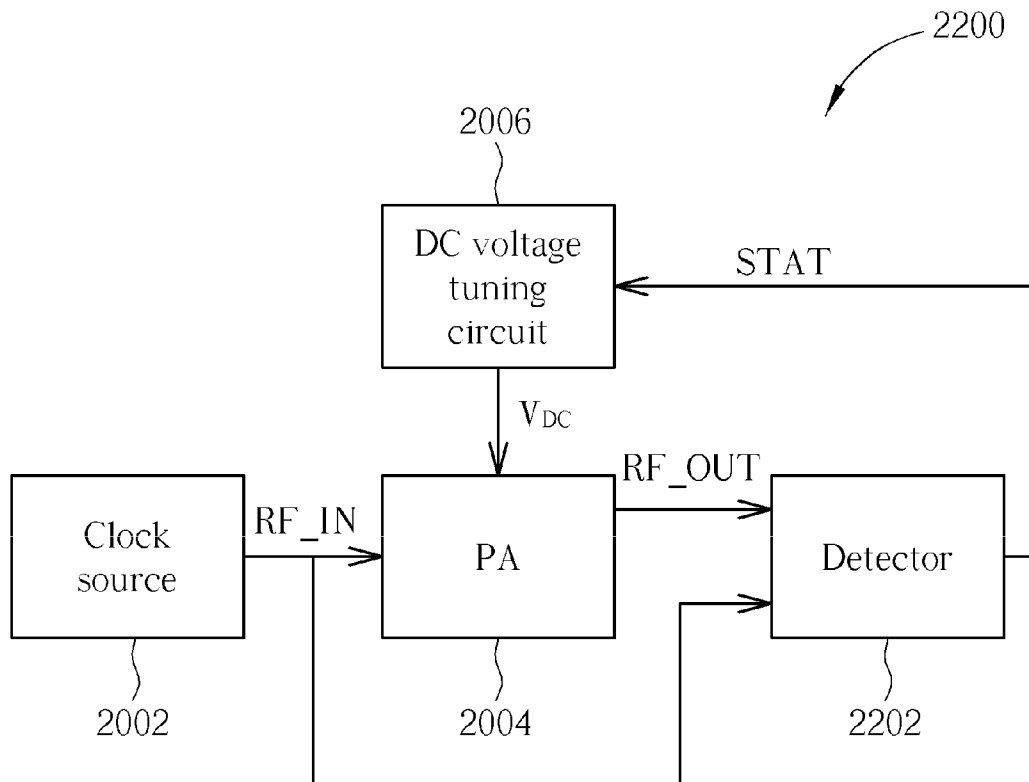 2200
2006
DC voltage
tuning
circuit
STAT
VDC
RF_OUT
RF_IN
Clock
source
PA
Detector
2002
2004
2202